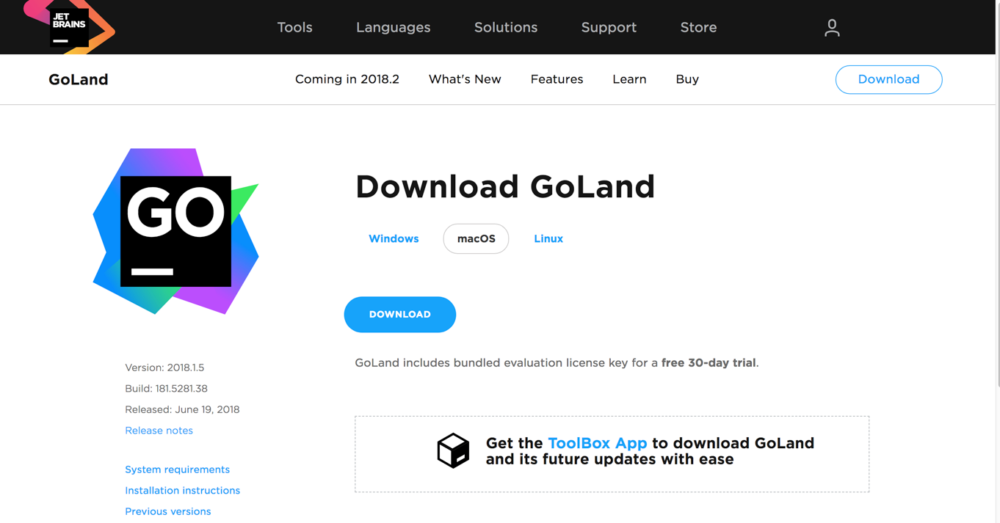 JET
BRAINS
Tools Languages Solutions Support Store
GoLand Coming in 2018.2 What's New Features Learn Buy Download
GO
Download GoLand
Windows macOS Linux
DOWNLOAD
GoLand includes bundled evaluation license key for a free 30-day trial.
Version: 2018.1.5
Build: 181.5281.38
Released: June 19, 2018
Release notes
System requirements
Installation instructions
Previous versions
Get the ToolBox App to download GoLand
and its future updates with ease